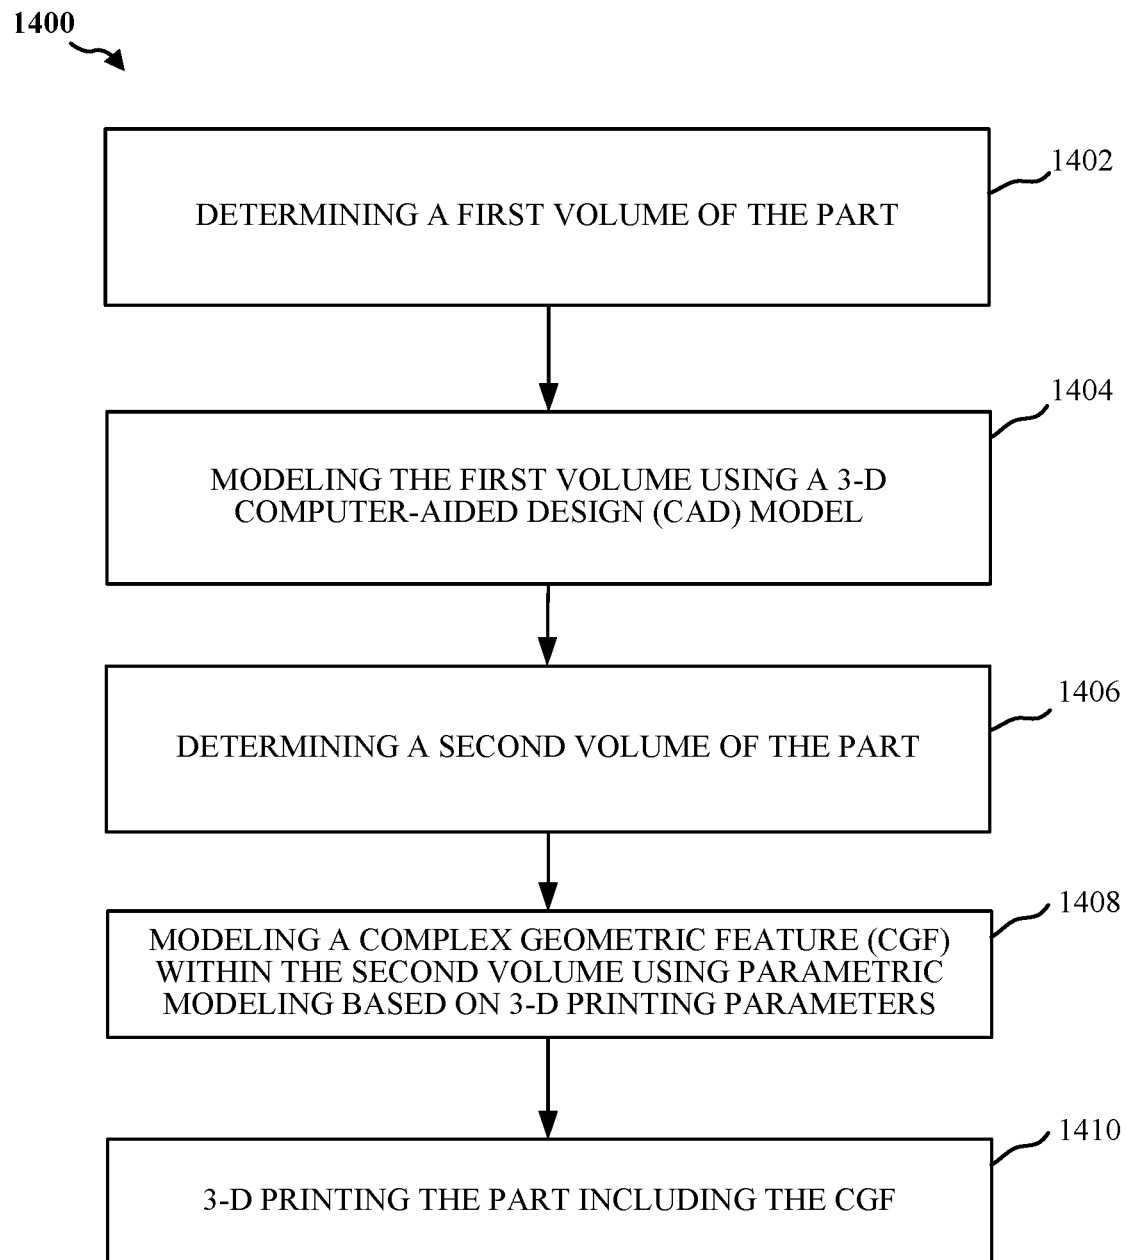 1400
1402
DETERMINING A FIRST VOLUME OF THE PART
1404
MODELING THE FIRST VOLUME USING A 3-D
COMPUTER-AIDED DESIGN (CAD) MODEL
1406
DETERMINING A SECOND VOLUME OF THE PART
1408
MODELING A COMPLEX GEOMETRIC FEATURE (CGF)
WITHIN THE SECOND VOLUME USING PARAMETRIC
MODELING BASED ON 3-D PRINTING PARAMETERS
1410
3-D PRINTING THE PART INCLUDING THE CGF